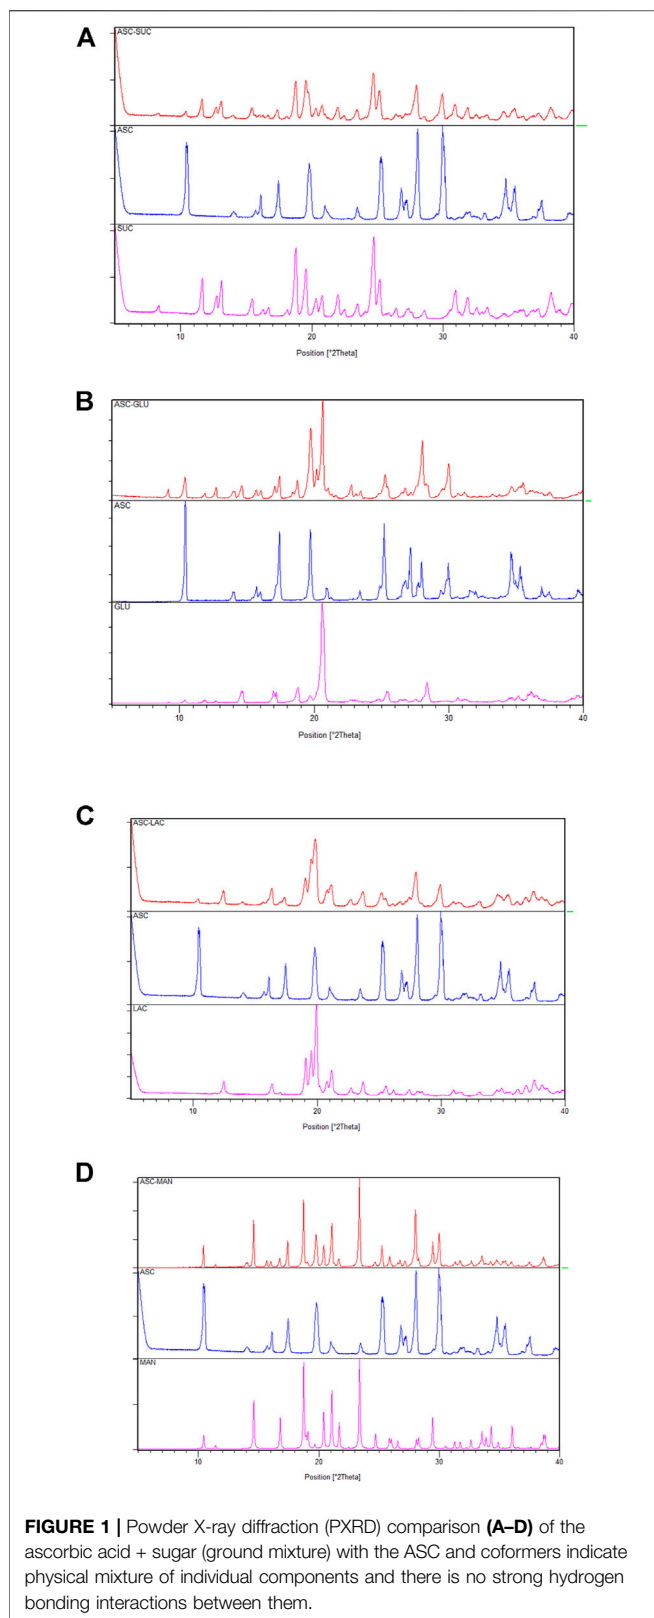 A
ASC-SUC
ASC
SUC
10 20 30 40
Position [°2Theta]
B
ASC-GLU
ASC
GLU
10 20 30 40
Position [°2Theta]
C
ASC-LAC
ASC
LAC
10 20 30 40
Position [°2Theta]
D
ASC-MAN
ASC
MAN
10 20 30 40
Position [°2Theta]
FIGURE 1 | Powder X-ray diffraction (PXRD) comparison (A–D) of the
ascorbic acid + sugar (ground mixture) with the ASC and coformers indicate
physical mixture of individual components and there is no strong hydrogen
bonding interactions between them.